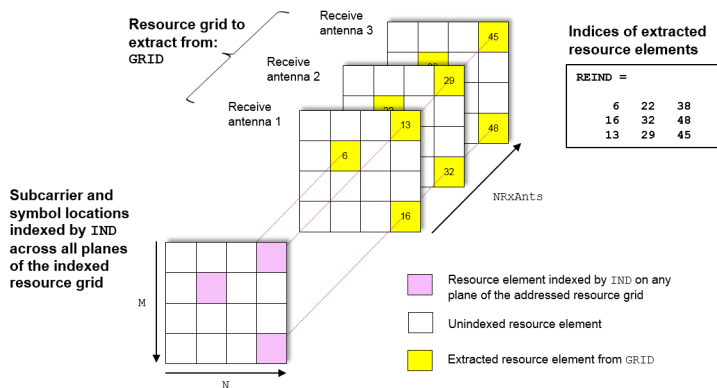 Resource grid to
extract from:
GRID
Receive
antenna 3
Receive
antenna 2
Receive
antenna 1
45
29
48
13
6
32
16
NRxAnts
Indices of extracted
resource elements
REIND =
6 22 38
16 32 48
13 29 45
Subcarrier and
symbol locations
indexed by IND
across all planes
of the indexed
resource grid
M
N
Resource element indexed by IND on any
plane of the addressed resource grid
Unindexed resource element
Extracted resource element from GRID